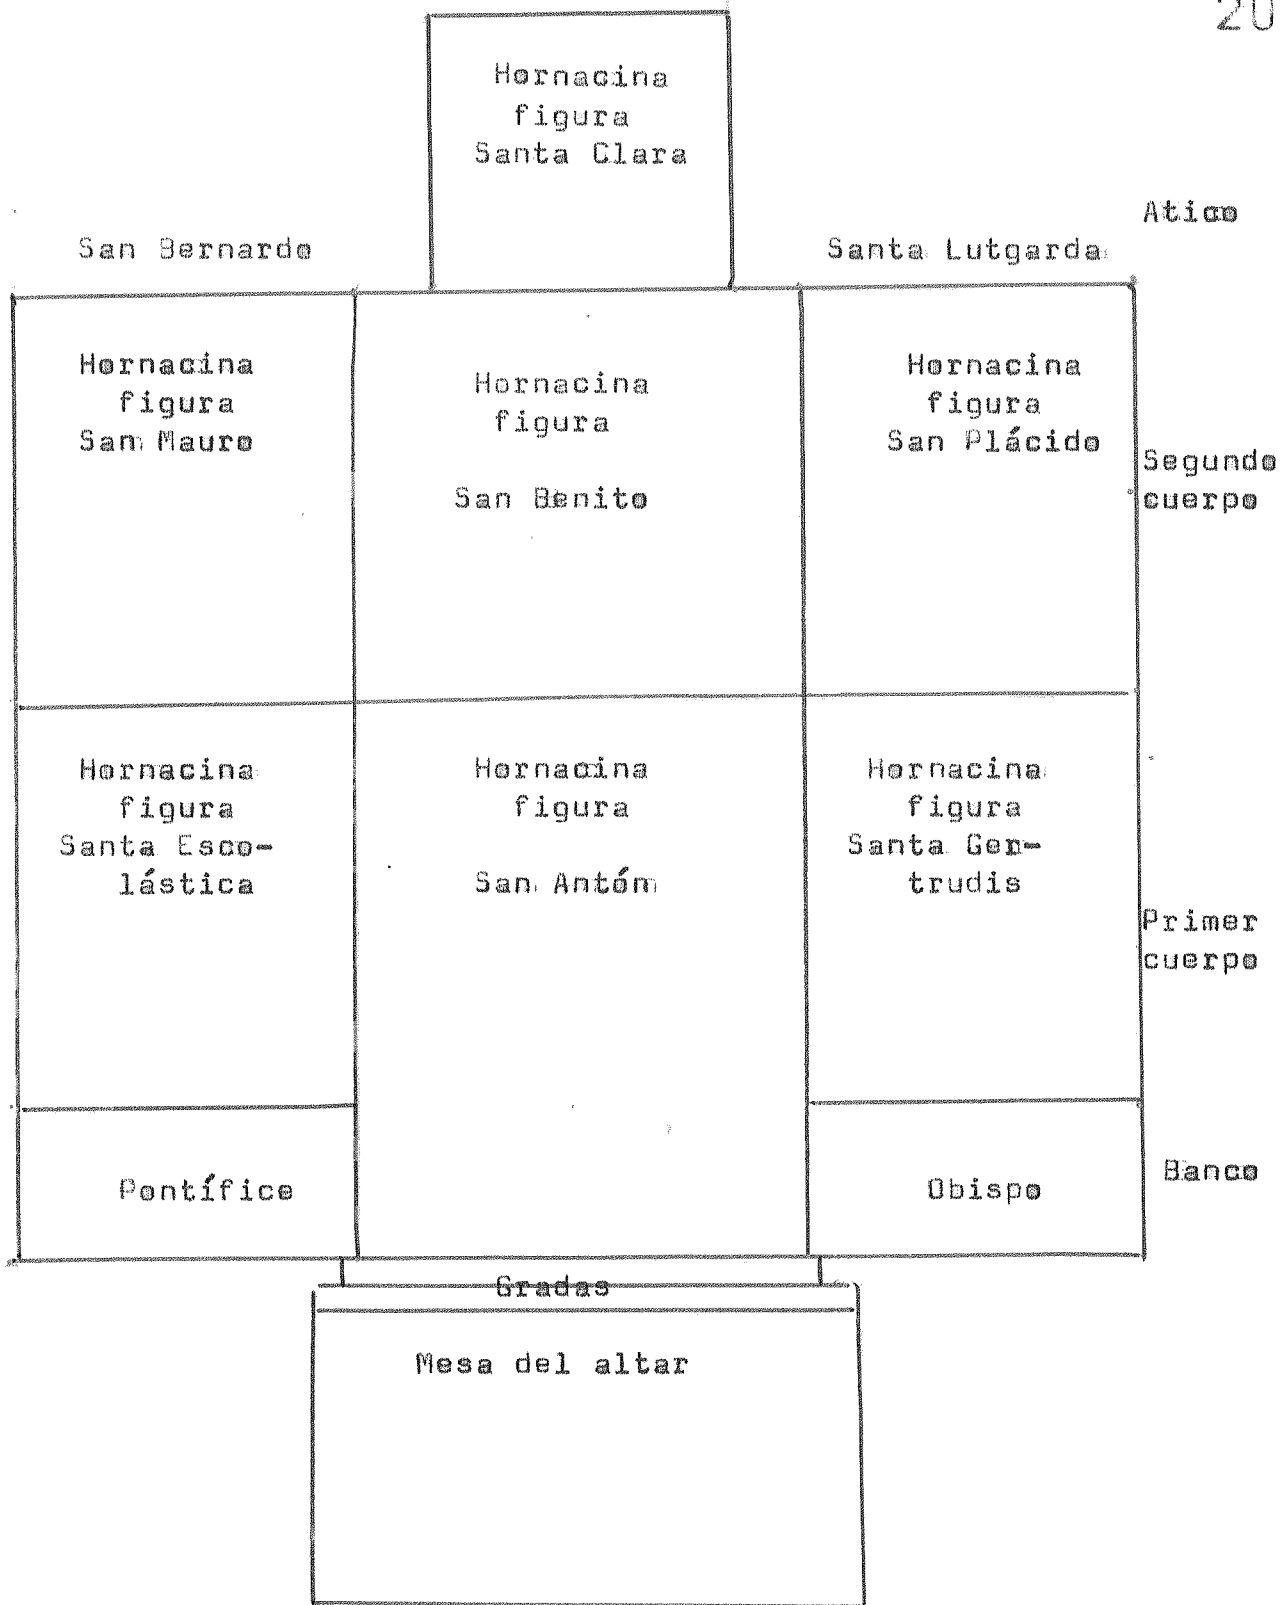 20
Hornacina
figura
Santa Clara
Atico
San Bernardo
Santa Lutgarda
Hornacina
figura
San Mauro
Hornacina
figura
San Benito
Hornacina
figura
San Plácido
Segundo
cuerpo
Hornacina
figura
Santa Esco-
lástica
Hornacina
figura
San Antón
Hornacina
figura
Santa Ger-
trudis
Primer
cuerpo
Pontífice
Obispo
Banco
Gradas
Mesa del altar